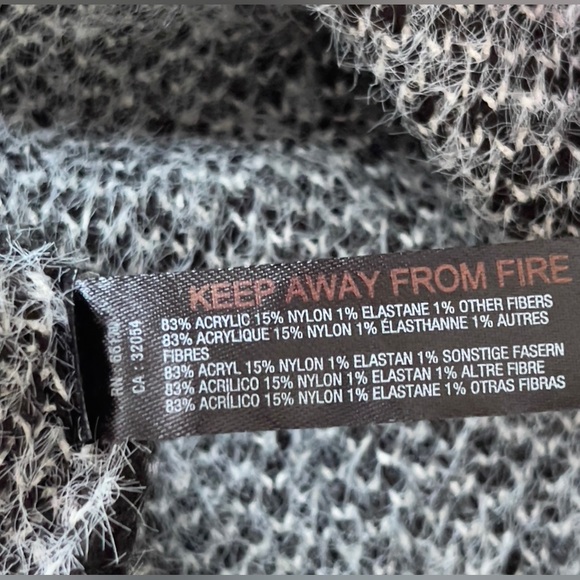 KEEP AWAY FROM FIRE
83% ACRYLIC 15% NYLON 1% ELASTANE 1% OTHER FIBERS
83% ACRYLIQUE 15% NYLON 1% ÉLASTHANNE 1% AUTRES
FIBRES
83% ACRYL 15% NYLON 1% ELASTAN 1% SONSTIGE FASERN
83% ACRILICO 15% NYLON 1% ELASTAN 1% ALTRE FIBRE
83% ACRÍLICO 15% NYLON 1% ELASTANE 1% OTRAS FIBRAS
RN :
CA : 32054